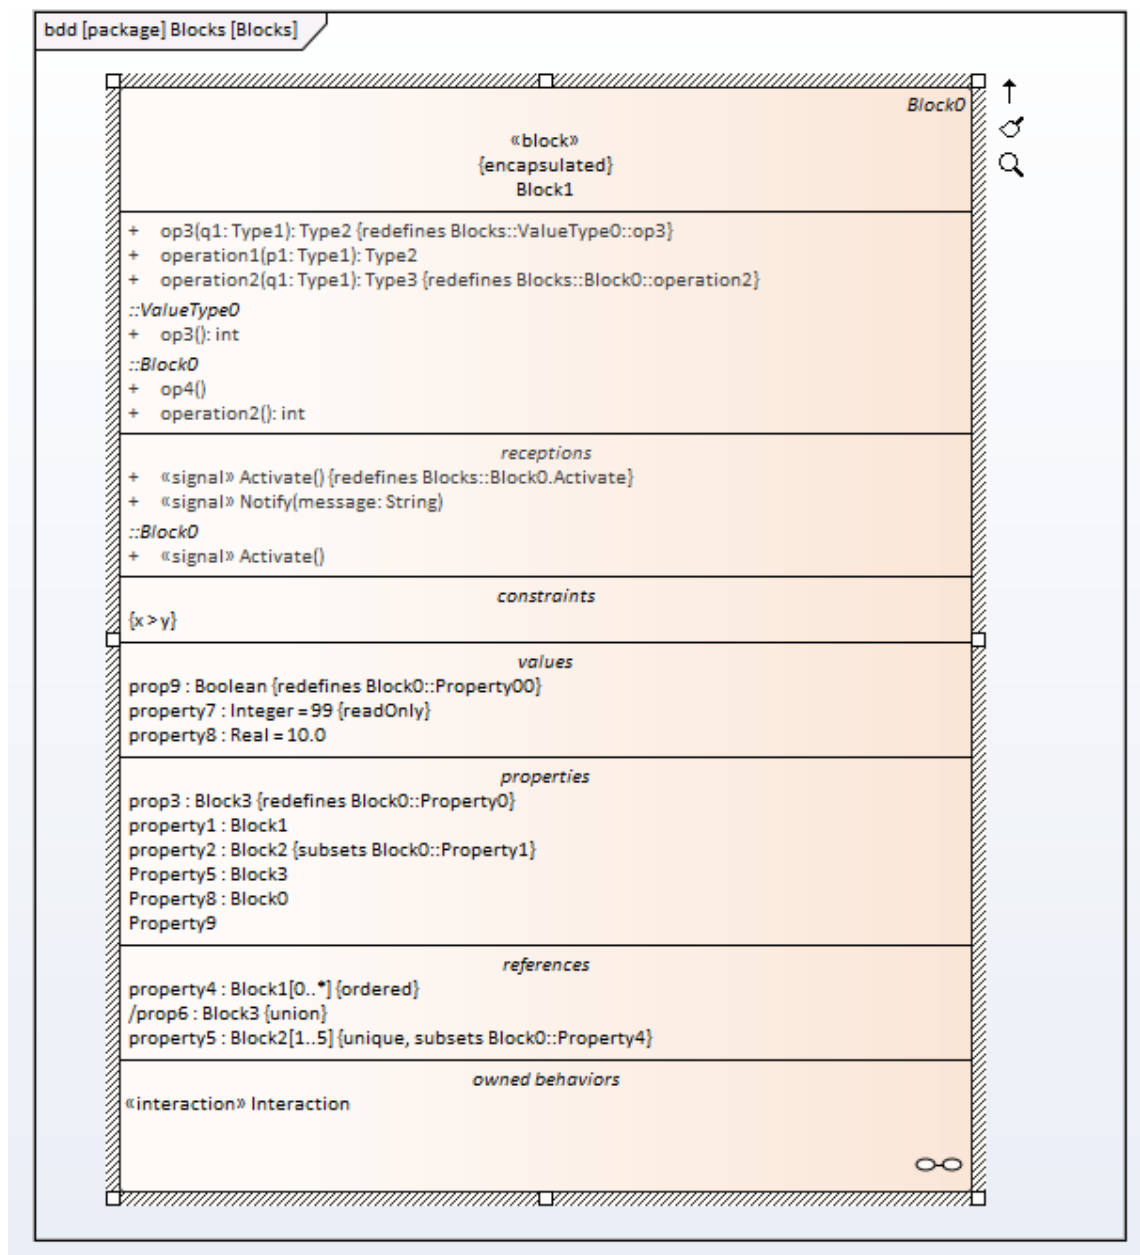 bdd [package] Blocks [Blocks]
Block0
«block»
{encapsulated}
Block1
+ op3(q1: Type1): Type2 {redefines Blocks::ValueType0::op3}
+ operation1(p1: Type1): Type2
+ operation2(q1: Type1): Type3 {redefines Blocks::Block0::operation2}
::ValueType0
+ op3(): int
::Block0
+ op4()
+ operation2(): int
receptions
+ «signal» Activate() {redefines Blocks::Block0.Activate}
+ «signal» Notify(message: String)
::Block0
+ «signal» Activate()
constraints
{x > y}
values
prop9 : Boolean {redefines Block0::Property00}
property7 : Integer = 99 {readOnly}
property8 : Real = 10.0
properties
prop3 : Block3 {redefines Block0::Property0}
property1 : Block1
property2 : Block2 {subsets Block0::Property1}
Property5 : Block3
Property8 : Block0
Property9
references
property4 : Block1[0..*] {ordered}
/prop6 : Block3 {union}
property5 : Block2[1..5] {unique, subsets Block0::Property4}
owned behaviors
«interaction» Interaction